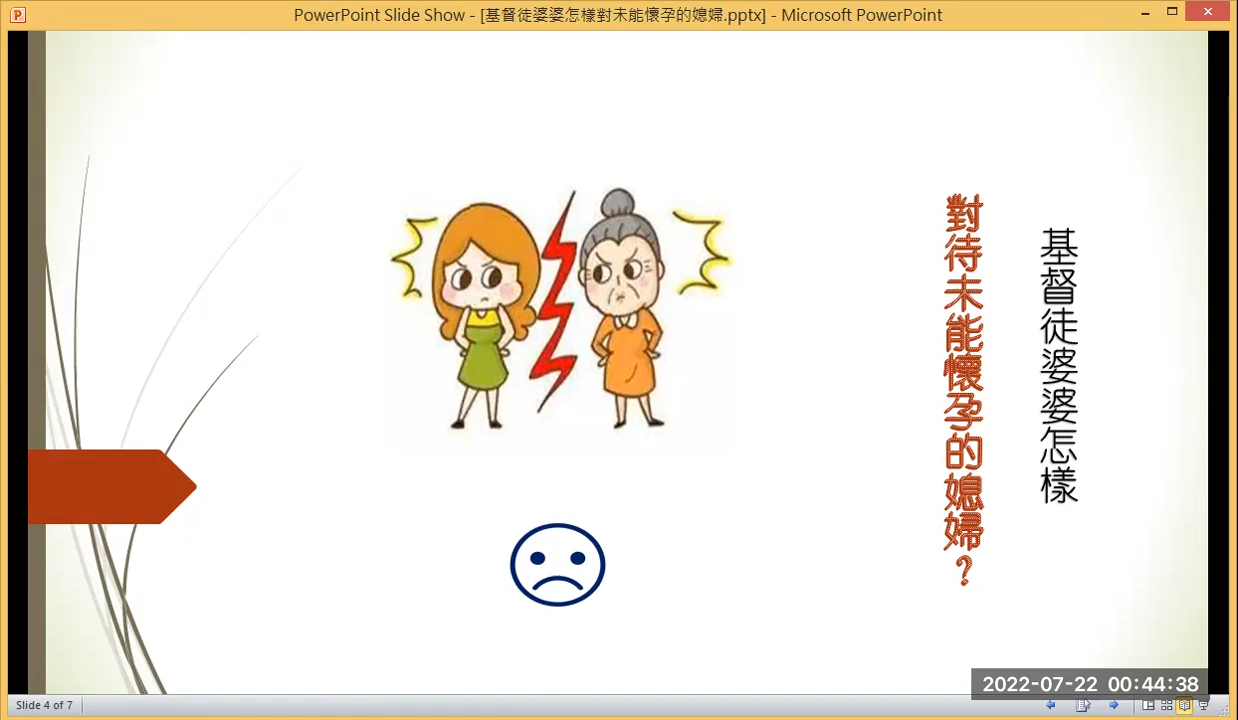 PowerPoint Slide Show - [基督徒婆婆怎樣對未能懷孕的媳婦.pptx] - Microsoft PowerPoint
基督徒婆婆怎樣
對待未能懷孕的媳婦？
2022-07-22 00:44:38
Slide 4 of 7